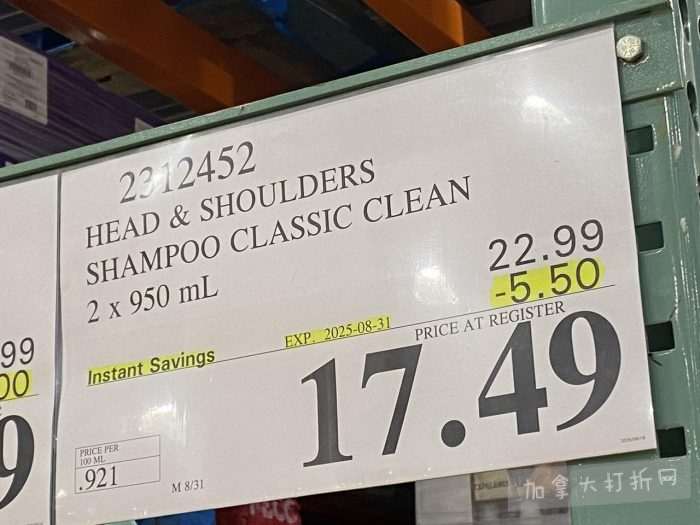 2312452
HEAD & SHOULDERS
SHAMPOO CLASSIC CLEAN
2 x 950 mL
22.99
-5.50
Instant Savings
EXP. 2025-08-31
PRICE AT REGISTER
17.49
PRICE PER
100 ML
.921
M 8/31
99
00
9
加拿大打折网